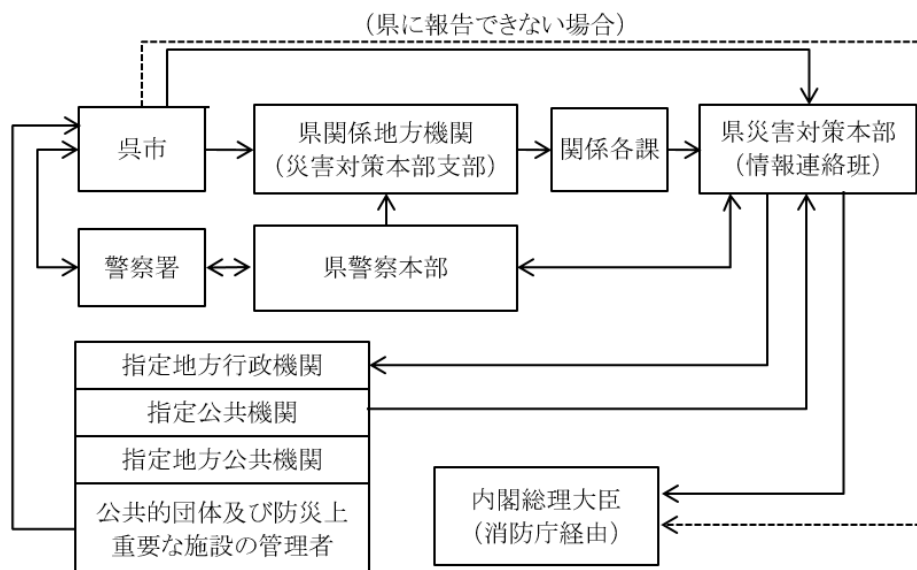 （県に報告できない場合）
呉市
県関係地方機関
（災害対策本部支部）
関係各課
県災害対策本部
（情報連絡班）
警察署
県警察本部
指定地方行政機関
指定公共機関
指定地方公共機関
公共的団体及び防災上
重要な施設の管理者
内閣総理大臣
（消防庁経由）